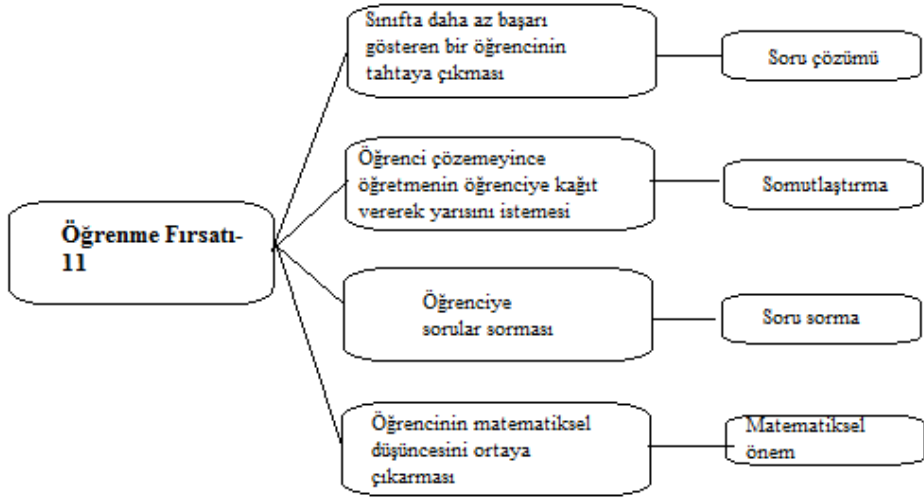 Sınıfta daha az başarı
gösteren bir öğrencinin
tahtaya çıkması
Soru çözümü
Öğrenci çözemeyince
öğretmenin öğrenciye kağıt
vererek yarısını istemesi
Somutlaştırma
Öğrenme Fırsatı-
11
Öğrenciye
sorular sorması
Soru sorma
Öğrencinin matematiksel
düşüncesini ortaya
çıkarması
Matematiksel
önem